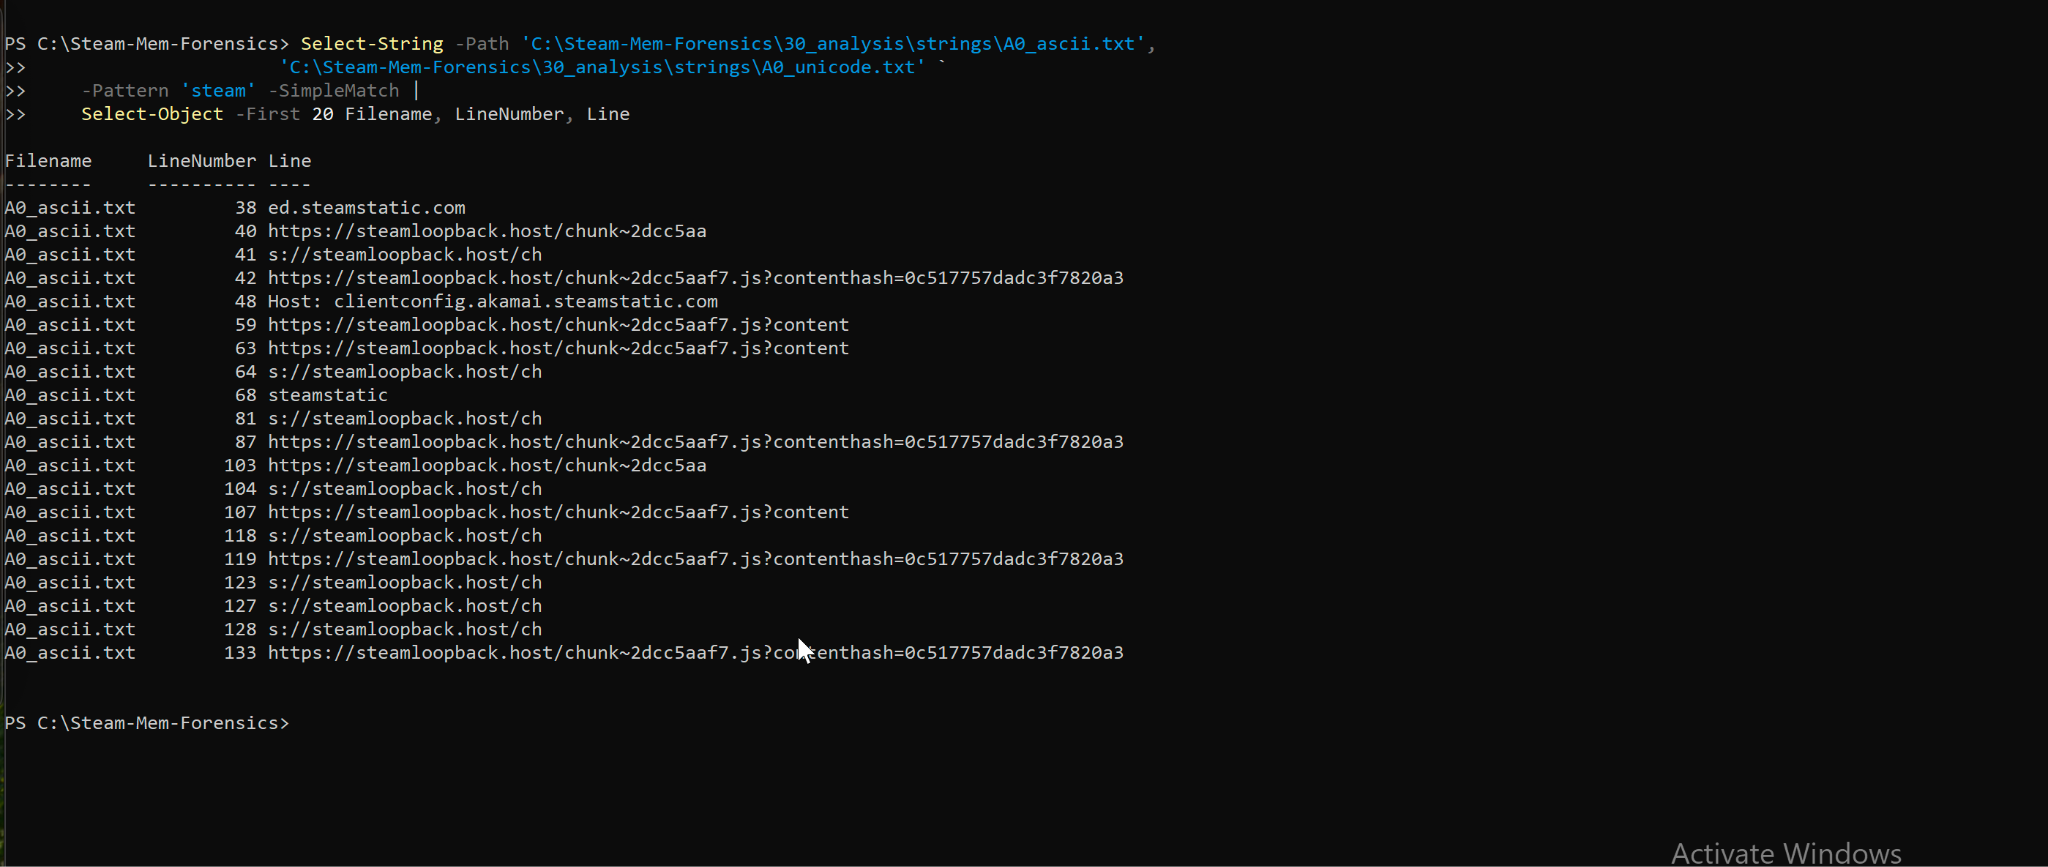 PS C:\Steam-Mem-Forensics> Select-String -Path 'C:\Steam-Mem-Forensics\30_analysis\strings\A0_ascii.txt',
>>                         'C:\Steam-Mem-Forensics\30_analysis\strings\A0_unicode.txt' `
>>     -Pattern 'steam' -SimpleMatch |
>>     Select-Object -First 20 Filename, LineNumber, Line
Filename     LineNumber Line
--------     ---------- ----
A0_ascii.txt         38 ed.steamstatic.com
A0_ascii.txt         40 https://steamloopback.host/chunk~2dcc5aa
A0_ascii.txt         41 s://steamloopback.host/ch
A0_ascii.txt         42 https://steamloopback.host/chunk~2dcc5aaf7.js?contenthash=0c517757dadc3f7820a3
A0_ascii.txt         48 Host: clientconfig.akamai.steamstatic.com
A0_ascii.txt         59 https://steamloopback.host/chunk~2dcc5aaf7.js?content
A0_ascii.txt         63 https://steamloopback.host/chunk~2dcc5aaf7.js?content
A0_ascii.txt         64 s://steamloopback.host/ch
A0_ascii.txt         68 steamstatic
A0_ascii.txt         81 s://steamloopback.host/ch
A0_ascii.txt         87 https://steamloopback.host/chunk~2dcc5aaf7.js?contenthash=0c517757dadc3f7820a3
A0_ascii.txt        103 https://steamloopback.host/chunk~2dcc5aa
A0_ascii.txt        104 s://steamloopback.host/ch
A0_ascii.txt        107 https://steamloopback.host/chunk~2dcc5aaf7.js?content
A0_ascii.txt        118 s://steamloopback.host/ch
A0_ascii.txt        119 https://steamloopback.host/chunk~2dcc5aaf7.js?contenthash=0c517757dadc3f7820a3
A0_ascii.txt        123 s://steamloopback.host/ch
A0_ascii.txt        127 s://steamloopback.host/ch
A0_ascii.txt        128 s://steamloopback.host/ch
A0_ascii.txt        133 https://steamloopback.host/chunk~2dcc5aaf7.js?contenthash=0c517757dadc3f7820a3
PS C:\Steam-Mem-Forensics>
Activate Windows